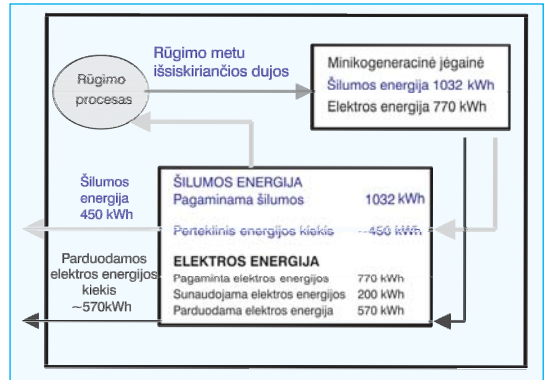 Rūgimo metu
išsiskiriančios dujos
Rūgimo
procesas
Minikogeneracinė jėgainė
Šilumos energija 1032 kWh
Elektros energija 770 kWh
Šilumos
energija
450 kWh
ŠILUMOS ENERGIJA
Pagaminama šilumos 1032 kWh
Perteklinis energijos kiekis ~450 kWh
Parduodamos
elektros energijos
kiekis
~570kWh
ELEKTROS ENERGIJA
Pagaminta elektros energijos 770 kWh
Sunaudojama elektros energijos 200 kWh
Parduodama elektros energija 570 kWh